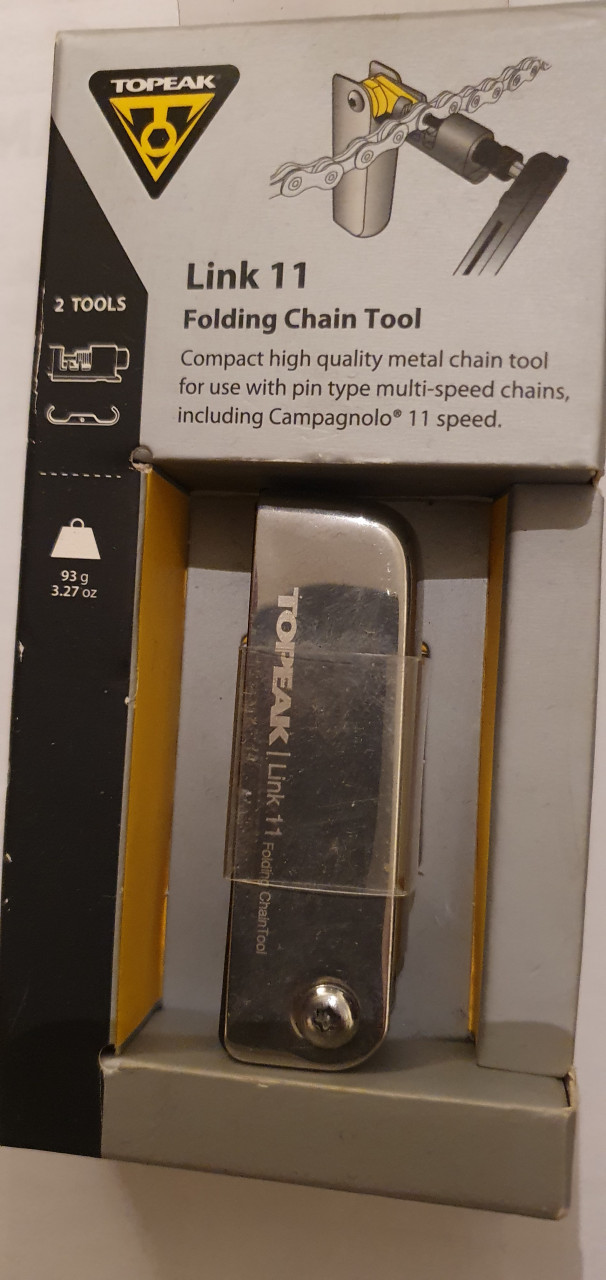 TOPEAK®
Link 11
Folding Chain Tool
Compact high quality metal chain tool
for use with pin type multi-speed chains,
including Campagnolo® 11 speed.
2 TOOLS
93 g
3.27 oz
TOPEAK | Link 11 Folding ChainTool